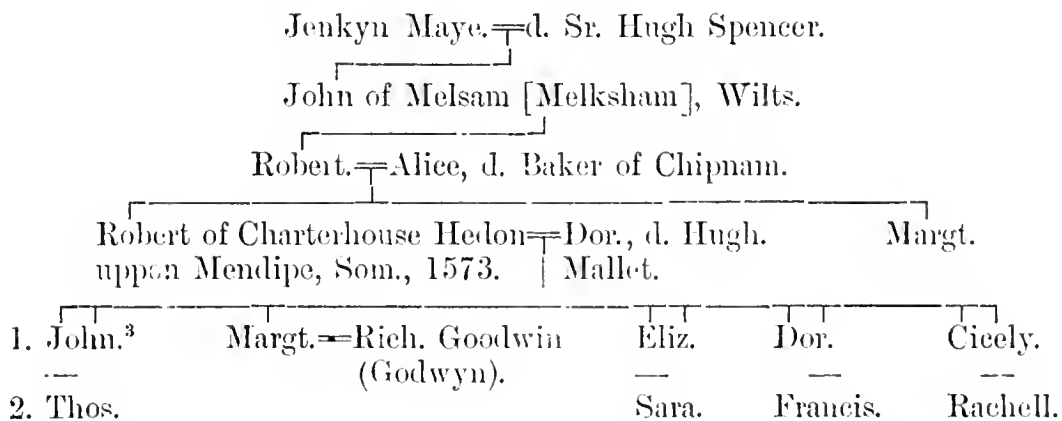 Jenkyn Maye. d. Sr. Hugh Spencer.
John of Melsam [Melksham], Wilts.
Robert. Alice, d. Baker of Chipnam.
Robert of Charterhouse Hedon Dor., d. Hugh. Margt.
uppon Mendipe, Som., 1573. Mallet.
1. John.³ Margt. Rich. Goodwin Eliz. Dor. Cicely.
(Godwyn).
2. Thos. Sara. Francis. Rachell.